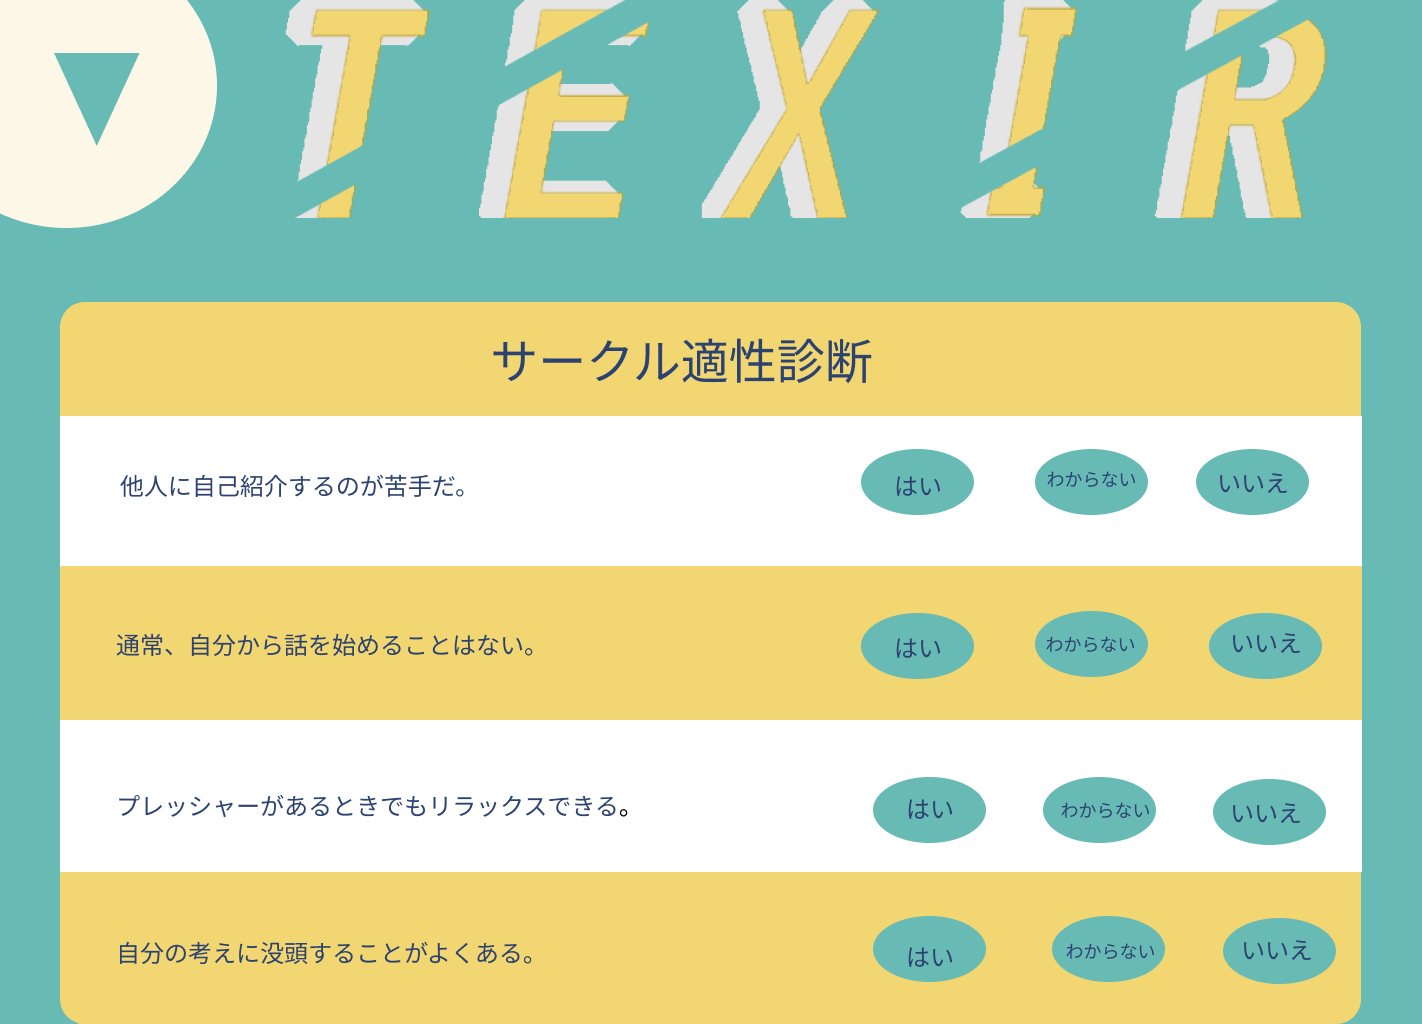 TEXIR
サークル適性診断
他人に自己紹介するのが苦手だ。 はい わからない いいえ
通常、自分から話を始めることはない。 はい わからない いいえ
プレッシャーがあるときでもリラックスできる。 はい わからない いいえ
自分の考えに没頭することがよくある。 はい わからない いいえ